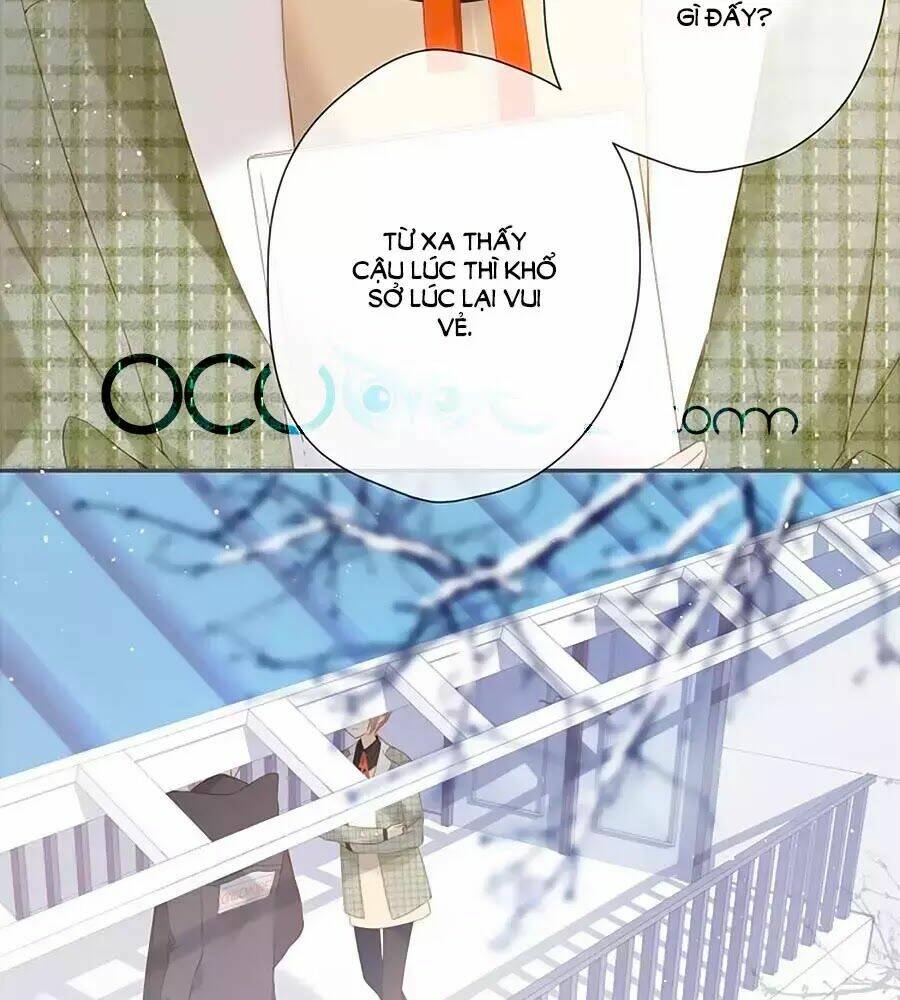 GÌ ĐẤY?
TỪ XA THẤY
CẬU LÚC THÌ KHỔ
SỞ LÚC LẠI VUI
VẺ.